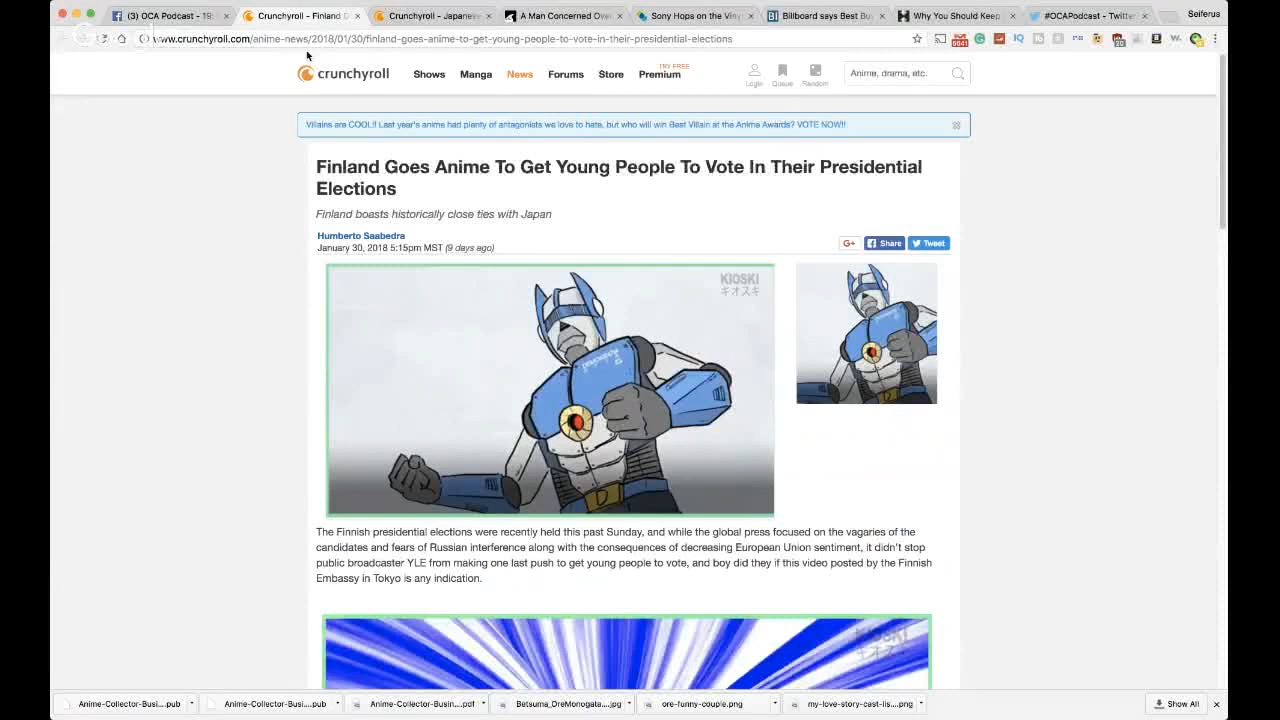 (3) OCA Podcast - 19:
Crunchyroll - Finland
Crunchyroll - Japanese
A Man Concerned Over
Sony Hops on the Viny
Billboard says Best Bu
Why You Should Keep
#OCAPodcast - Twitter
Seiferus
www.crunchyroll.com/anime-news/2018/01/30/finland-goes-anime-to-get-young-people-to-vote-in-their-presidential-elections
crunchyroll
Shows Manga News Forums Store Premium
TRY FREE
Login Queue Random
Anime, drama, etc.
Villains are COOL!! Last year's anime had plenty of antagonists we love to hate, but who will win Best Villain at the Anime Awards? VOTE NOW!!
Finland Goes Anime To Get Young People To Vote In Their Presidential
Elections
Finland boasts historically close ties with Japan
Humberto Saabedra
January 30, 2018 5:15pm MST (9 days ago)
G+ Share Tweet
KIOSKI
キオスキ
The Finnish presidential elections were recently held this past Sunday, and while the global press focused on the vagaries of the
candidates and fears of Russian interference along with the consequences of decreasing European Union sentiment, it didn't stop
public broadcaster YLE from making one last push to get young people to vote, and boy did they if this video posted by the Finnish
Embassy in Tokyo is any indication.
KIOSKI
Anime-Collector-Busi....pub
Anime-Collector-Busi....pub
Anime-Collector-Busin....pdf
Betsuma_OreMonogata....jpg
ore-funny-couple.png
my-love-story-cast-lis....png
Show All